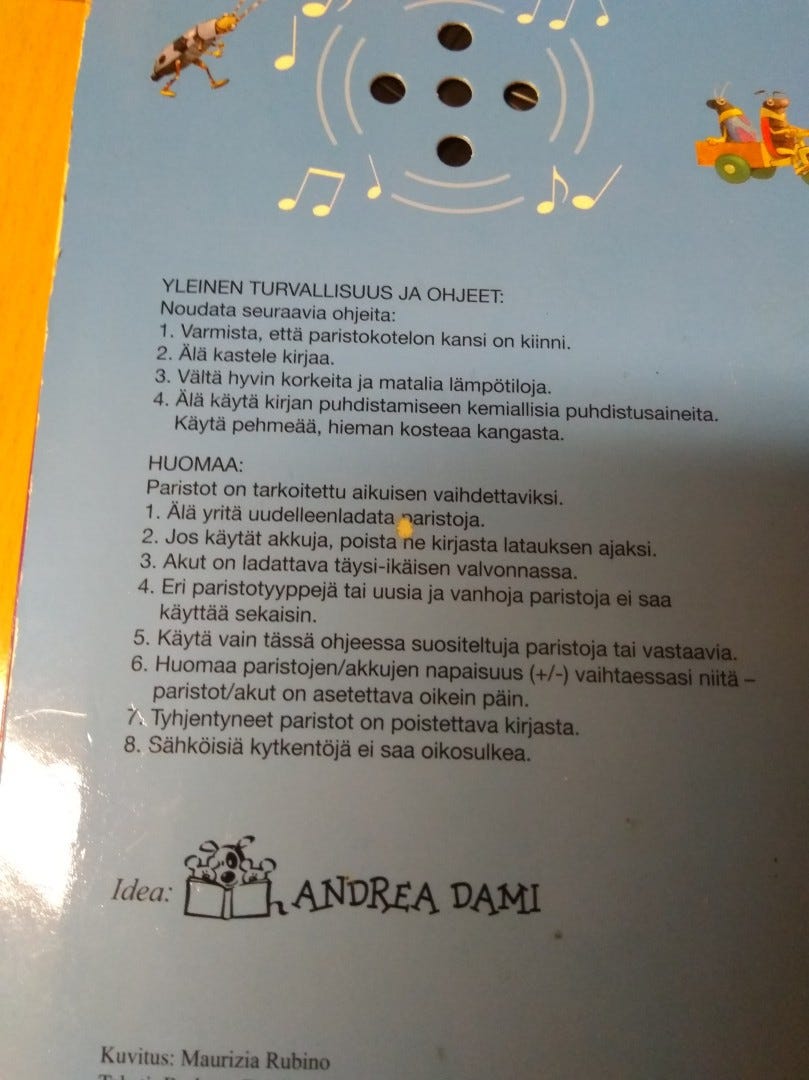 YLEINEN TURVALLISUUS JA OHJEET:
Noudata seuraavia ohjeita:
1. Varmista, että paristokotelon kansi on kiinni.
2. Älä kastele kirjaa.
3. Vältä hyvin korkeita ja matalia lämpötiloja.
4. Älä käytä kirjan puhdistamiseen kemiallisia puhdistusaineita.
Käytä pehmeää, hieman kosteaa kangasta.
HUOMAA:
Paristot on tarkoitettu aikuisen vaihdettaviksi.
1. Älä yritä uudelleenladata paristoja.
2. Jos käytät akkuja, poista ne kirjasta latauksen ajaksi.
3. Akut on ladattava täysi-ikäisen valvonnassa.
4. Eri paristotyyppejä tai uusia ja vanhoja paristoja ei saa
käyttää sekaisin.
5. Käytä vain tässä ohjeessa suositeltuja paristoja tai vastaavia.
6. Huomaa paristojen/akkujen napaisuus (+/-) vaihtaessasi niitä –
paristot/akut on asetettava oikein päin.
7. Tyhjentyneet paristot on poistettava kirjasta.
8. Sähköisiä kytkentöjä ei saa oikosulkea.
Idea: ANDREA DAMI
Kuvitus: Maurizia Rubino